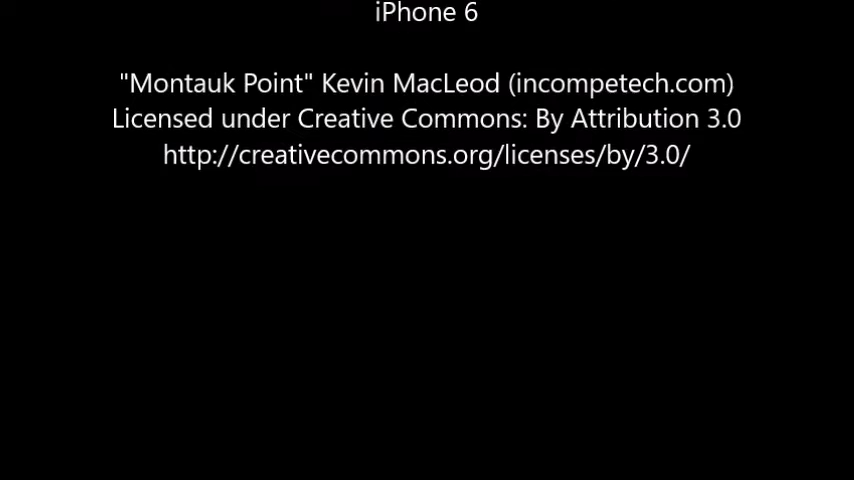 iPhone 6
"Montauk Point" Kevin MacLeod (incompetech.com)
Licensed under Creative Commons: By Attribution 3.0
http://creativecommons.org/licenses/by/3.0/